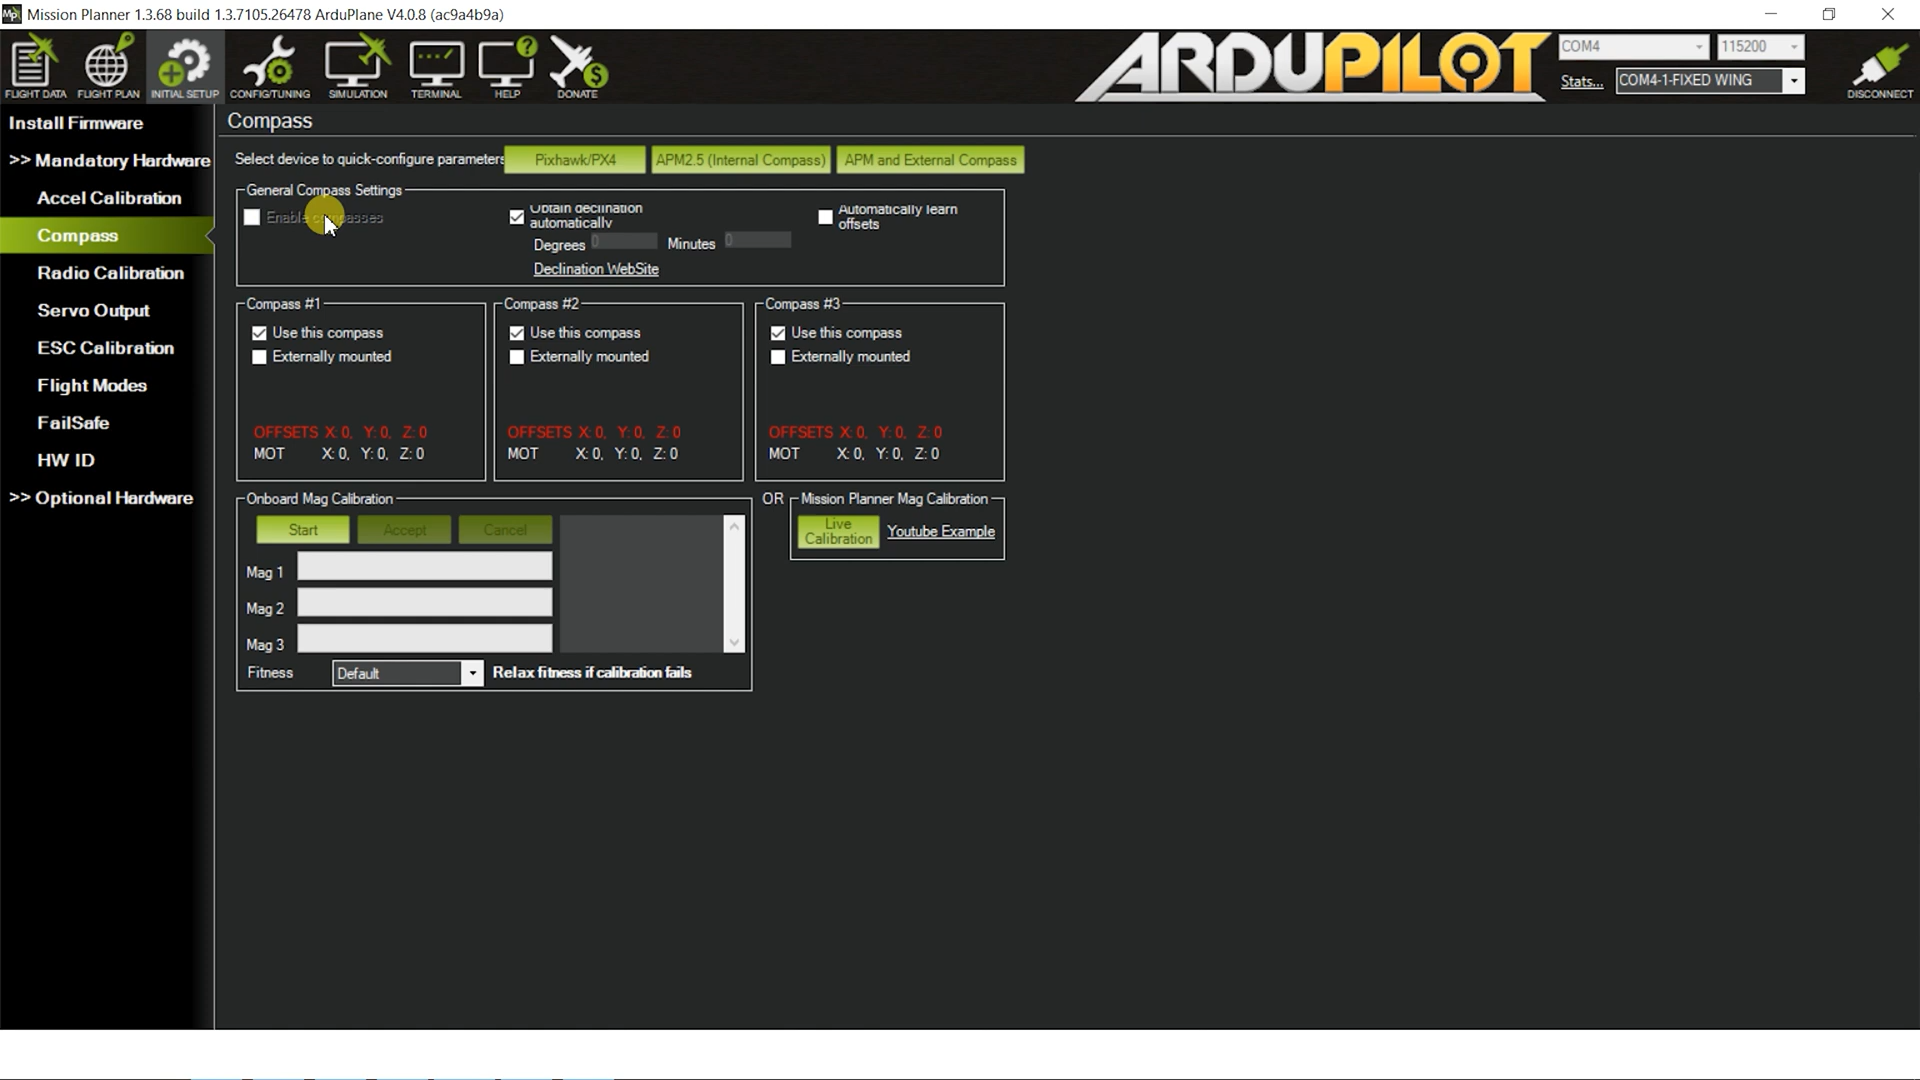 Mission Planner 1.3.68 build 1.3.7105.26478 ArduPlane V4.0.8 (ac9a4b9a)
FLIGHT DATA FLIGHT PLAN INITIAL SETUP CONFIG/TUNING SIMULATION TERMINAL HELP DONATE
ARDUPILOT
COM4 115200
Stats... COM4-1-FIXED WING
DISCONNECT
Install Firmware
>> Mandatory Hardware
Accel Calibration
Compass
Radio Calibration
Servo Output
ESC Calibration
Flight Modes
FailSafe
HW ID
>> Optional Hardware
Compass
Select device to quick-configure parameters Pixhawk/PX4 APM2.5 (Internal Compass) APM and External Compass
General Compass Settings
Enable compasses
Obtain declination
automatically
Degrees 0 Minutes 0
Declination WebSite
Automatically learn
offsets
Compass #1
Use this compass
Externally mounted
OFFSETS X: 0, Y: 0, Z: 0
MOT X: 0, Y: 0, Z: 0
Compass #2
Use this compass
Externally mounted
OFFSETS X: 0, Y: 0, Z: 0
MOT X: 0, Y: 0, Z: 0
Compass #3
Use this compass
Externally mounted
OFFSETS X: 0, Y: 0, Z: 0
MOT X: 0, Y: 0, Z: 0
Onboard Mag Calibration
Start Accept Cancel
Mag 1
Mag 2
Mag 3
Fitness Default Relax fitness if calibration fails
OR
Mission Planner Mag Calibration
Live
Calibration
Youtube Example